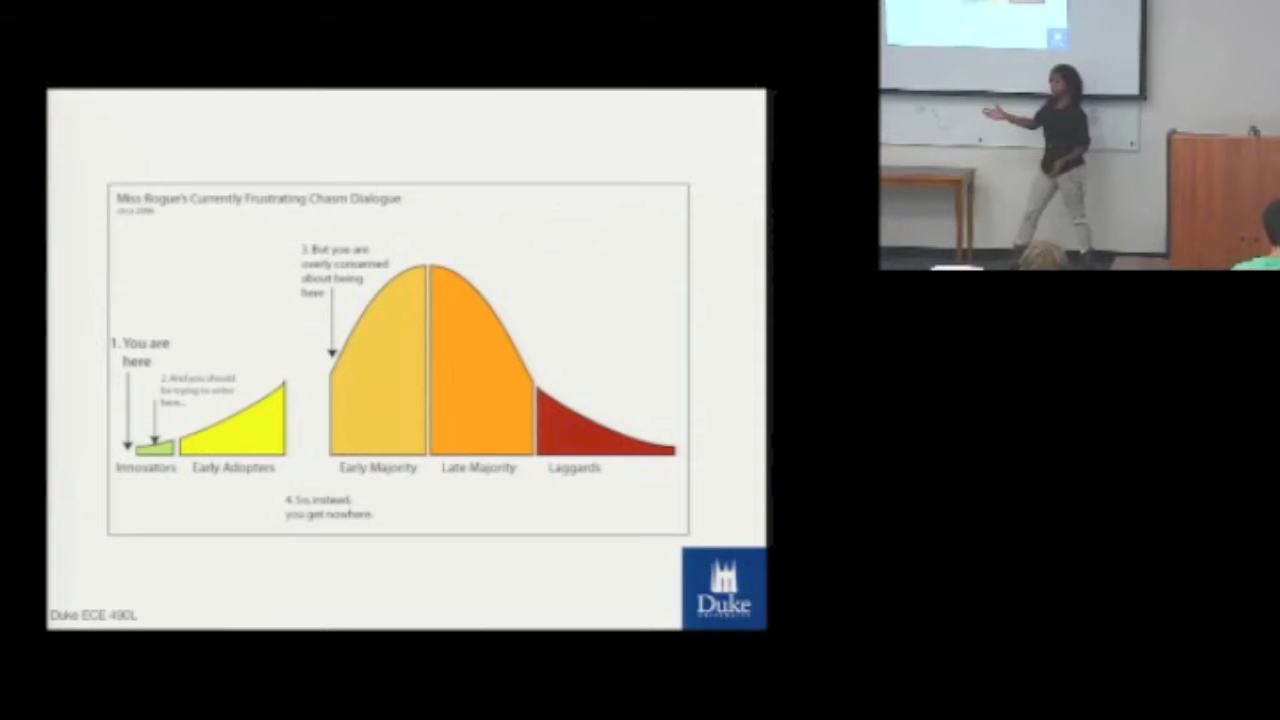 Miss Rogue's Currently Frustrating Chasm Dialogue
circa 2006
3. But you are
overly concerned
about being
here
1. You are
here
2. And you should
be trying to enter
here...
Innovators
Early Adopters
Early Majority
Late Majority
Laggards
4. So, instead,
you get nowhere.
Duke ECE 490L
Duke
UNIVERSITY